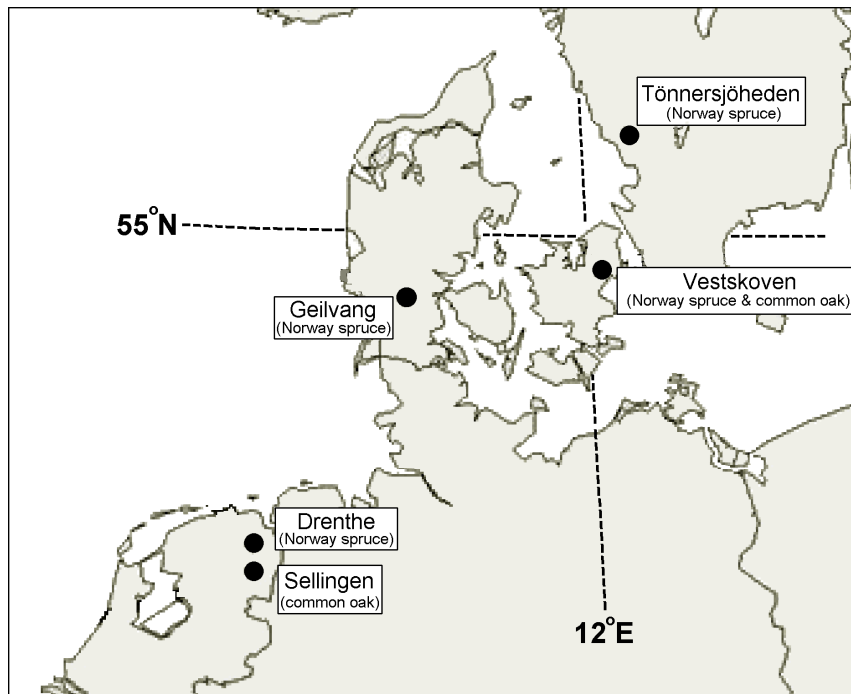 Tönnersjöheden
(Norway spruce)
55°N
Vestskoven
(Norway spruce & common oak)
Geilvang
(Norway spruce)
Drenthe
(Norway spruce)
Sellingen
(common oak)
12°E